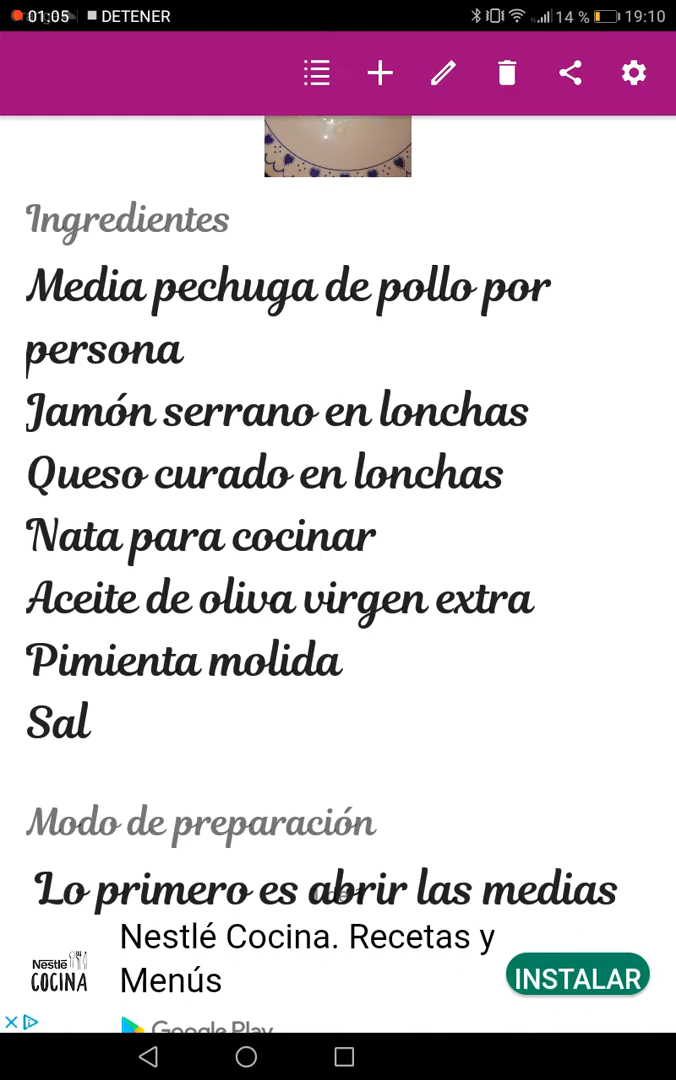 01:05 DETENER 14 % 19:10
Ingredientes
Media pechuga de pollo por
persona
Jamón serrano en lonchas
Queso curado en lonchas
Nata para cocinar
Aceite de oliva virgen extra
Pimienta molida
Sal
Modo de preparación
Lo primero es abrir las medias
Nestlé Cocina. Recetas y
Menús
Nestlé
COCINA
INSTALAR
Google Play